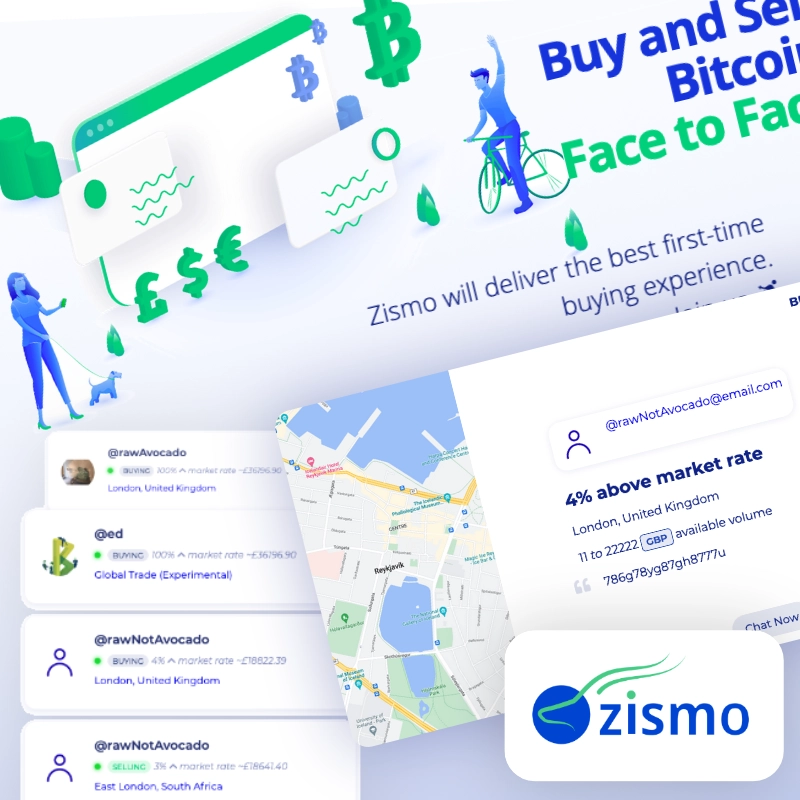 Buy and Sel
Bitcoin
Face to Fac
Zismo will deliver the best first-time
buying experience.
@rawNotAvocado@email.com
4% above market rate
London, United Kingdom
11 to 22222 GBP available volume
786g78yg87gh8777u
Chat Now
@rawAvocado
BUYING 100% ^ market rate ~£36196.90
London, United Kingdom
@ed
BUYING 100% ^ market rate ~£36196.90
Global Trade (Experimental)
@rawNotAvocado
BUYING 4% ^ market rate ~£18822.39
London, United Kingdom
@rawNotAvocado
SELLING 3% ^ market rate ~£18641.40
East London, South Africa
CENTRE
Reykjavik
zismo